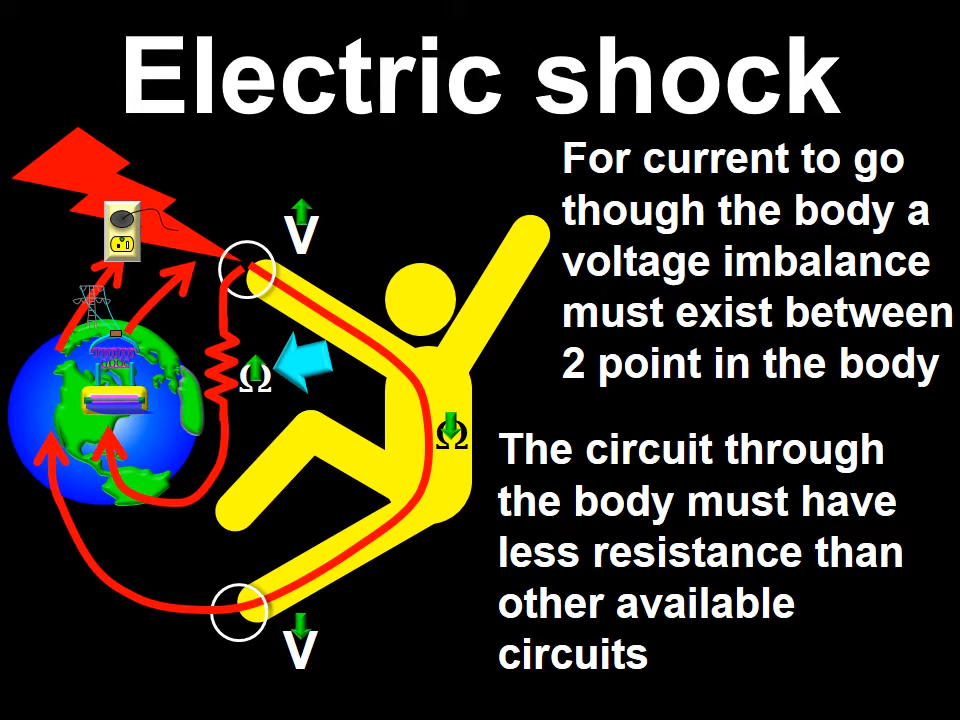 Electric shock
For current to go
though the body a
voltage imbalance
must exist between
2 point in the body
V
Ω
Ω
The circuit through
the body must have
less resistance than
other available
circuits
V